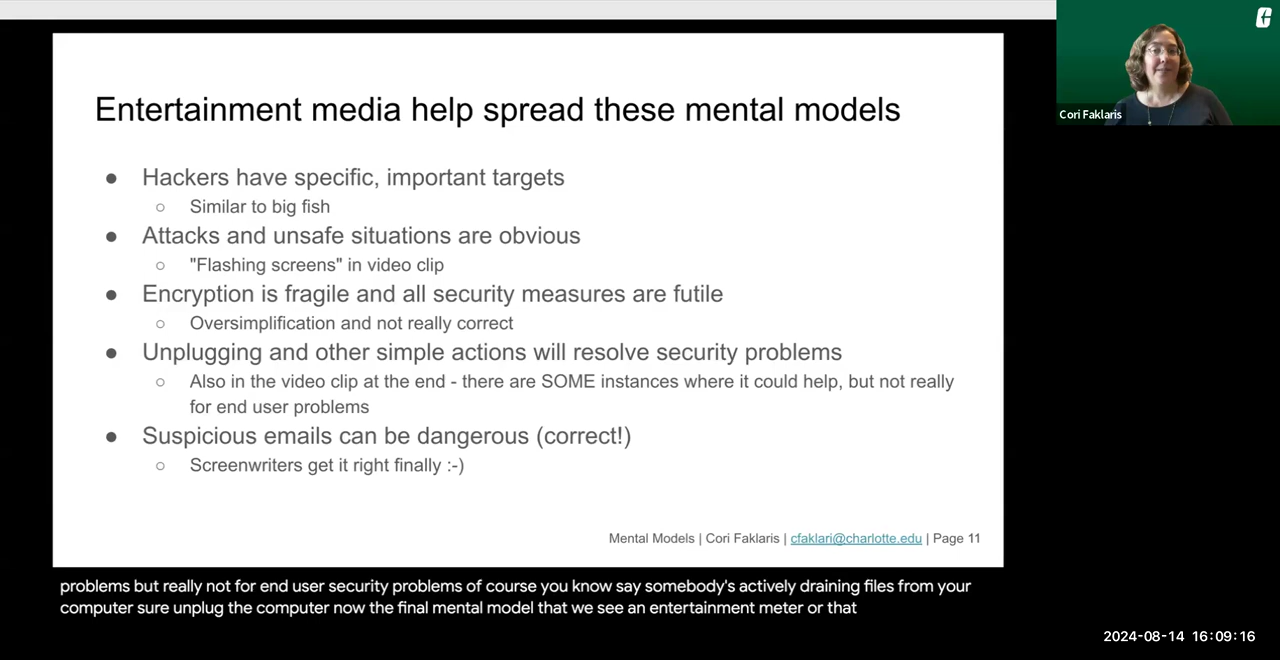 Entertainment media help spread these mental models
● Hackers have specific, important targets
○ Similar to big fish
● Attacks and unsafe situations are obvious
○ "Flashing screens" in video clip
● Encryption is fragile and all security measures are futile
○ Oversimplification and not really correct
● Unplugging and other simple actions will resolve security problems
○ Also in the video clip at the end - there are SOME instances where it could help, but not really
for end user problems
● Suspicious emails can be dangerous (correct!)
○ Screenwriters get it right finally :-)
Mental Models | Cori Faklaris | cfaklari@charlotte.edu | Page 11
Cori Faklaris
problems but really not for end user security problems of course you know say somebody's actively draining files from your
computer sure unplug the computer now the final mental model that we see an entertainment meter or that
2024-08-14 16:09:16